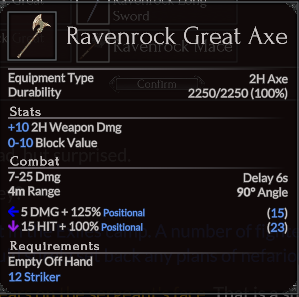 Sword
Ravenrock Great Axe
Ravenrock Mace
Confirm
Equipment Type 2H Axe
Durability 2250/2250 (100%)
Stats
+10 2H Weapon Dmg
0-10 Block Value
Combat
7-25 Dmg Delay 6s
4m Range 90° Angle
5 DMG + 125% Positional (15)
15 HIT + 100% Positional (23)
Requirements
Empty Off Hand
12 Striker